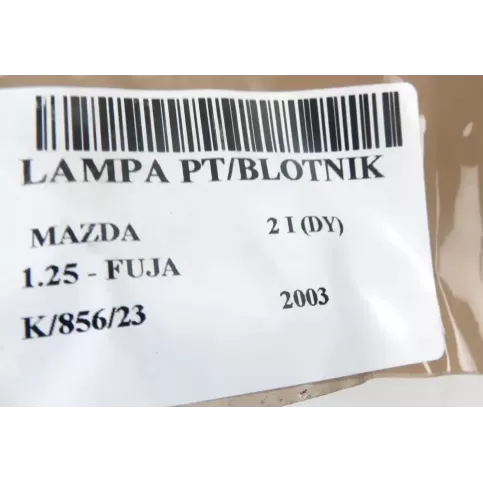 LAMPA PT/BLOTNIK
MAZDA 2 I (DY)
1.25 - FUJA
K/856/23 2003